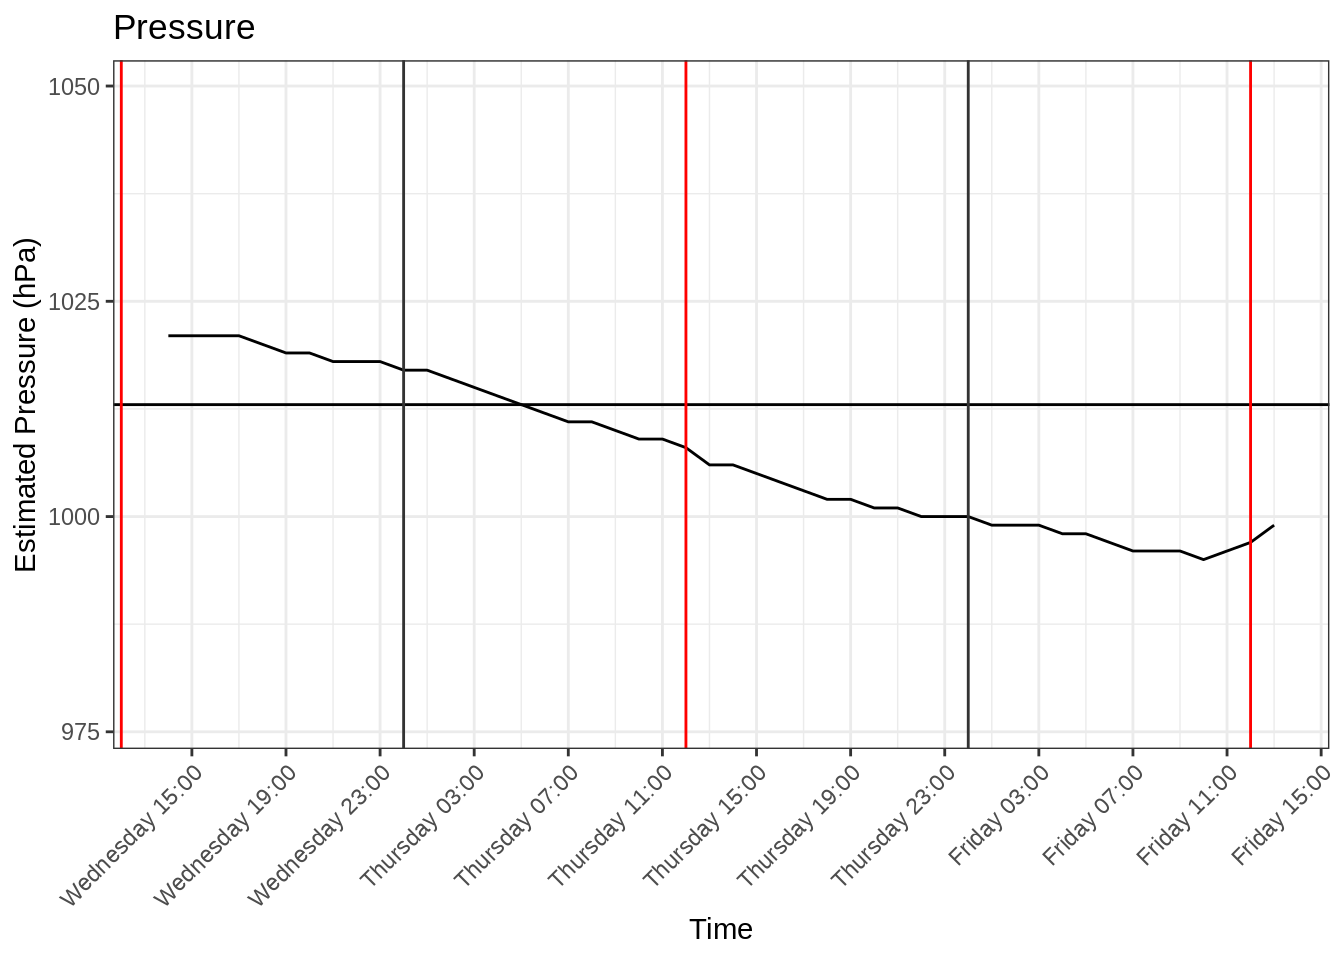 Pressure
Estimated Pressure (hPa)
1050
1025
1000
975
Wednesday 15:00
Wednesday 19:00
Wednesday 23:00
Thursday 03:00
Thursday 07:00
Thursday 11:00
Thursday 15:00
Thursday 19:00
Thursday 23:00
Friday 03:00
Friday 07:00
Friday 11:00
Friday 15:00
Time